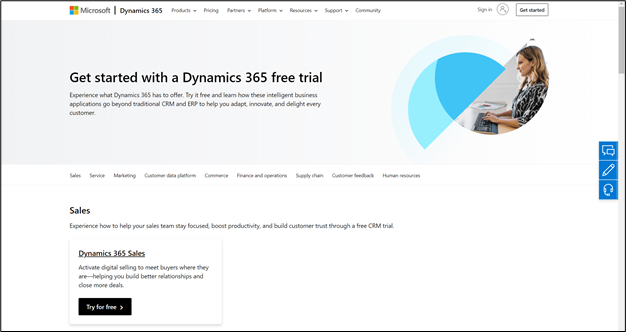 Microsoft | Dynamics 365 Products Pricing Partners Platform Resources Support Community Sign in Get started
Get started with a Dynamics 365 free trial
Experience what Dynamics 365 has to offer. Try it free and learn how these intelligent business
applications go beyond traditional CRM and ERP to help you adapt, innovate, and delight every
customer.
Sales Service Marketing Customer data platform Commerce Finance and operations Supply chain Customer feedback Human resources
Sales
Experience how to help your sales team stay focused, boost productivity, and build customer trust through a free CRM trial.
Dynamics 365 Sales
Activate digital selling to meet buyers where they
are—helping you build better relationships and
close more deals.
Try for free